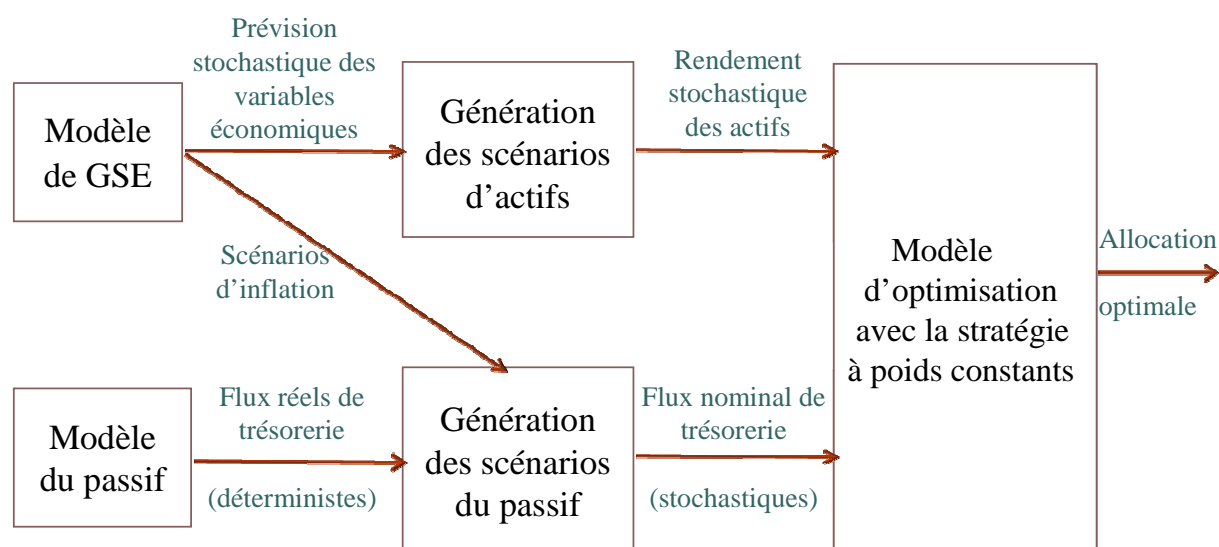 Prévision
stochastique des
variables
économiques
Modèle
de GSE
Génération
des scénarios
d’actifs
Rendement
stochastique
des actifs
Scénarios
d’inflation
Modèle
du passif
Flux réels de
trésorerie
(déterministes)
Génération
des scénarios
du passif
Flux nominal de
trésorerie
(stochastiques)
Modèle
d’optimisation
avec la stratégie
à poids constants
Allocation
optimale